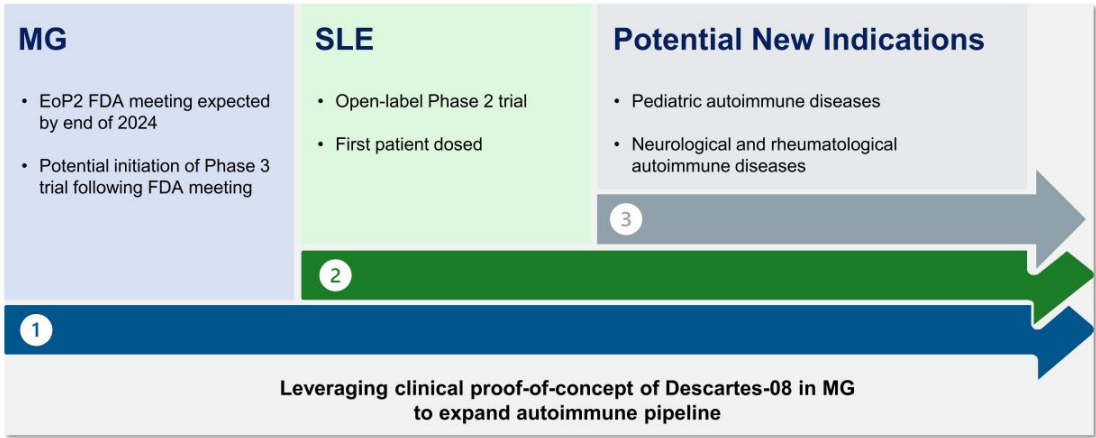 MG
• EoP2 FDA meeting expected
by end of 2024
• Potential initiation of Phase 3
trial following FDA meeting
SLE
• Open-label Phase 2 trial
• First patient dosed
Potential New Indications
• Pediatric autoimmune diseases
• Neurological and rheumatological
autoimmune diseases
3
2
1
Leveraging clinical proof-of-concept of Descartes-08 in MG
to expand autoimmune pipeline